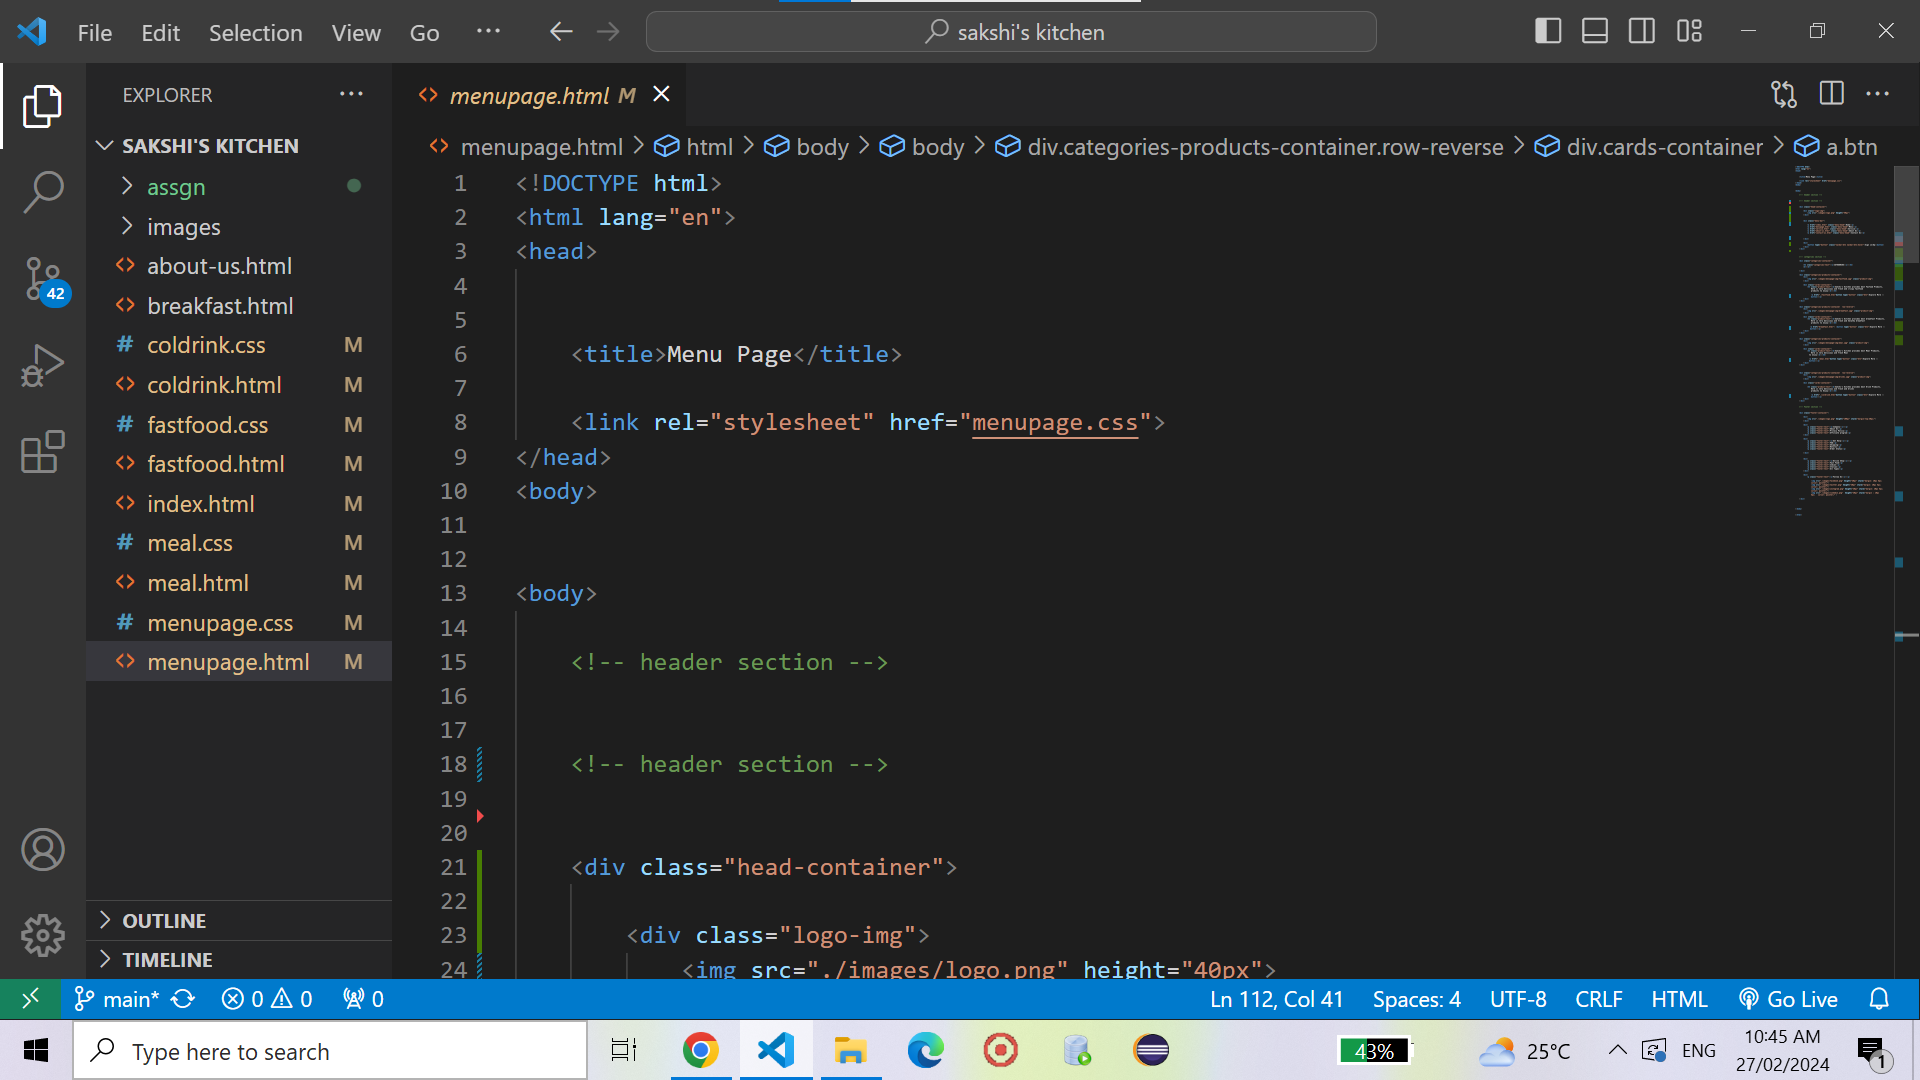 File Edit Selection View Go ··· sakshi's kitchen
EXPLORER ···
SAKSHI'S KITCHEN
assgn
images
about-us.html
breakfast.html
coldrink.css M
coldrink.html M
fastfood.css M
fastfood.html M
index.html M
meal.css M
meal.html M
menupage.css M
menupage.html M
OUTLINE
TIMELINE
42
menupage.html M
menupage.html > html > body > body > div.categories-products-container.row-reverse > div.cards-container > a.btn
1 <!DOCTYPE html>
2 <html lang="en">
3 <head>
4
5
6 <title>Menu Page</title>
7
8 <link rel="stylesheet" href="menupage.css">
9 </head>
10 <body>
11
12
13 <body>
14
15 <!-- header section -->
16
17
18 <!-- header section -->
19
20
21 <div class="head-container">
22
23 <div class="logo-img">
24 <img src="./images/logo.png" height="40px">
main* 0 0 0 Ln 112, Col 41 Spaces: 4 UTF-8 CRLF HTML Go Live
Type here to search 43% 25°C ENG 10:45 AM
27/02/2024 1